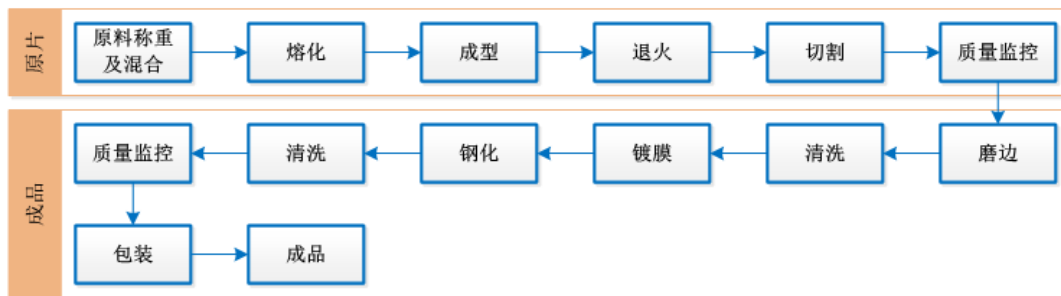 原片
原料称重
及混合
熔化
成型
退火
切割
质量监控
成品
质量监控
清洗
钢化
镀膜
清洗
磨边
包装
成品